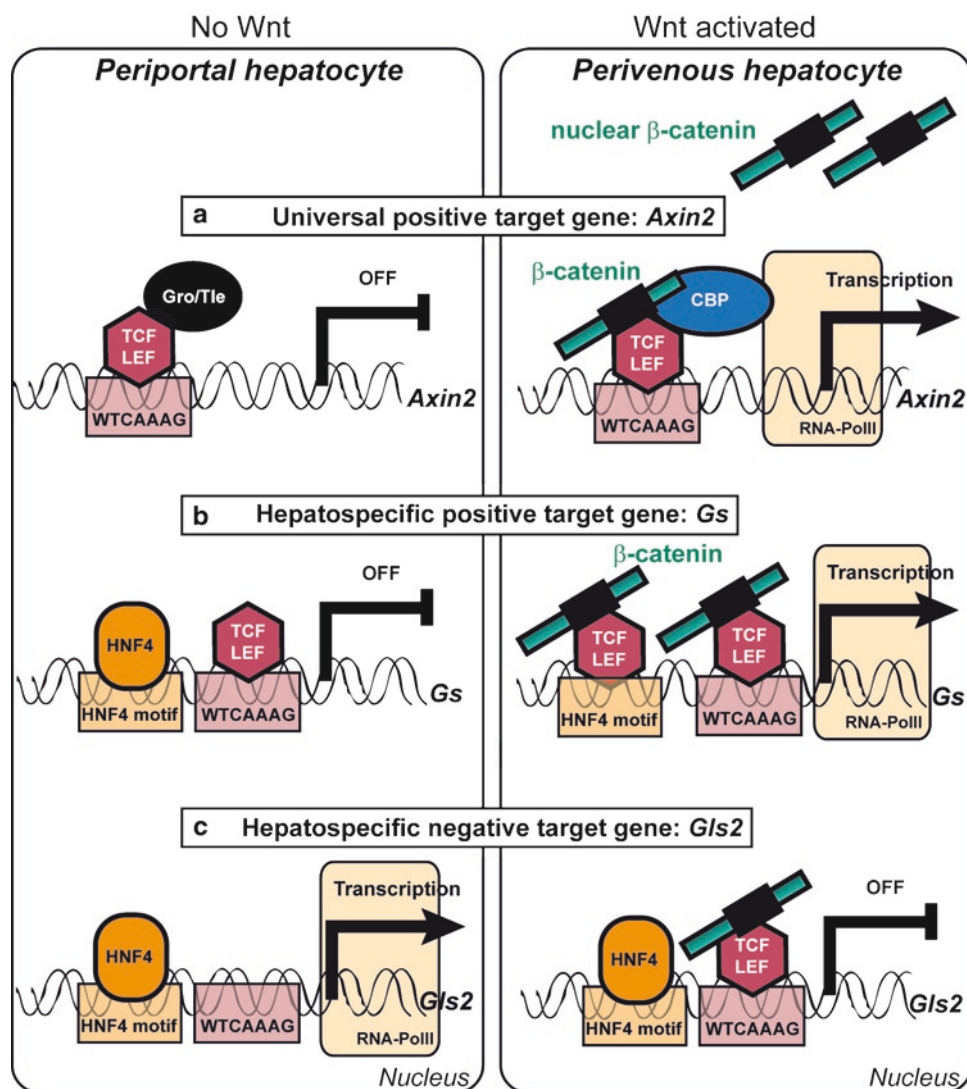 No Wnt
Wnt activated
Periportal hepatocyte
Perivenous hepatocyte
nuclear β-catenin
a Universal positive target gene: Axin2
Gro/Tle
OFF
TCF
LEF
WTCAAAG
Axin2
β-catenin
CBP
Transcription
TCF
LEF
WTCAAAG
Axin2
RNA-PolII
b Hepatospecific positive target gene: Gs
OFF
HNF4
TCF
LEF
HNF4 motif
WTCAAAG
Gs
β-catenin
Transcription
TCF
LEF
TCF
LEF
HNF4 motif
WTCAAAG
Gs
RNA-PolII
c Hepatospecific negative target gene: Gls2
Transcription
HNF4
HNF4 motif
WTCAAAG
Gls2
RNA-PolII
Nucleus
OFF
HNF4
TCF
LEF
HNF4 motif
WTCAAAG
Gls2
Nucleus